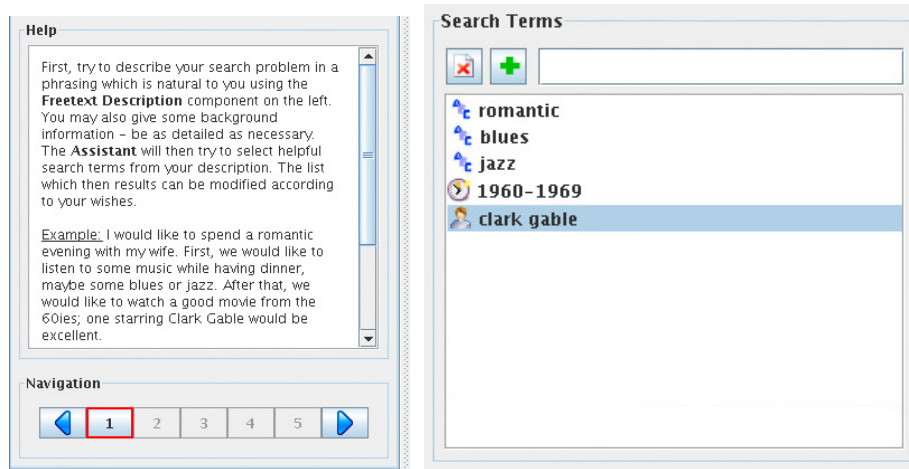 Help
First, try to describe your search problem in a
phrasing which is natural to you using the
Freetext Description component on the left.
You may also give some background
information – be as detailed as necessary.
The Assistant will then try to select helpful
search terms from your description. The list
which then results can be modified according
to your wishes.
Example: I would like to spend a romantic
evening with my wife. First, we would like to
listen to some music while having dinner,
maybe some blues or jazz. After that, we
would like to watch a good movie from the
60ies; one starring Clark Gable would be
excellent.
Navigation
1 2 3 4 5
Search Terms
romantic
blues
jazz
1960-1969
clark gable